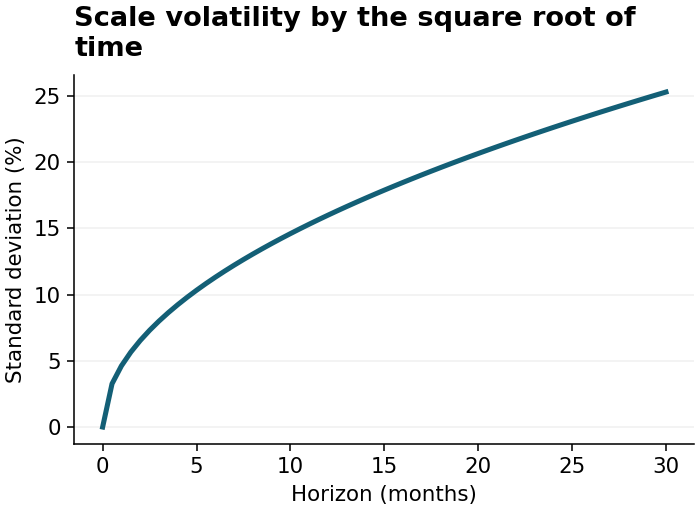 Scale volatility by the square root of
time
Standard deviation (%)
25
20
15
10
5
0
0 5 10 15 20 25 30
Horizon (months)